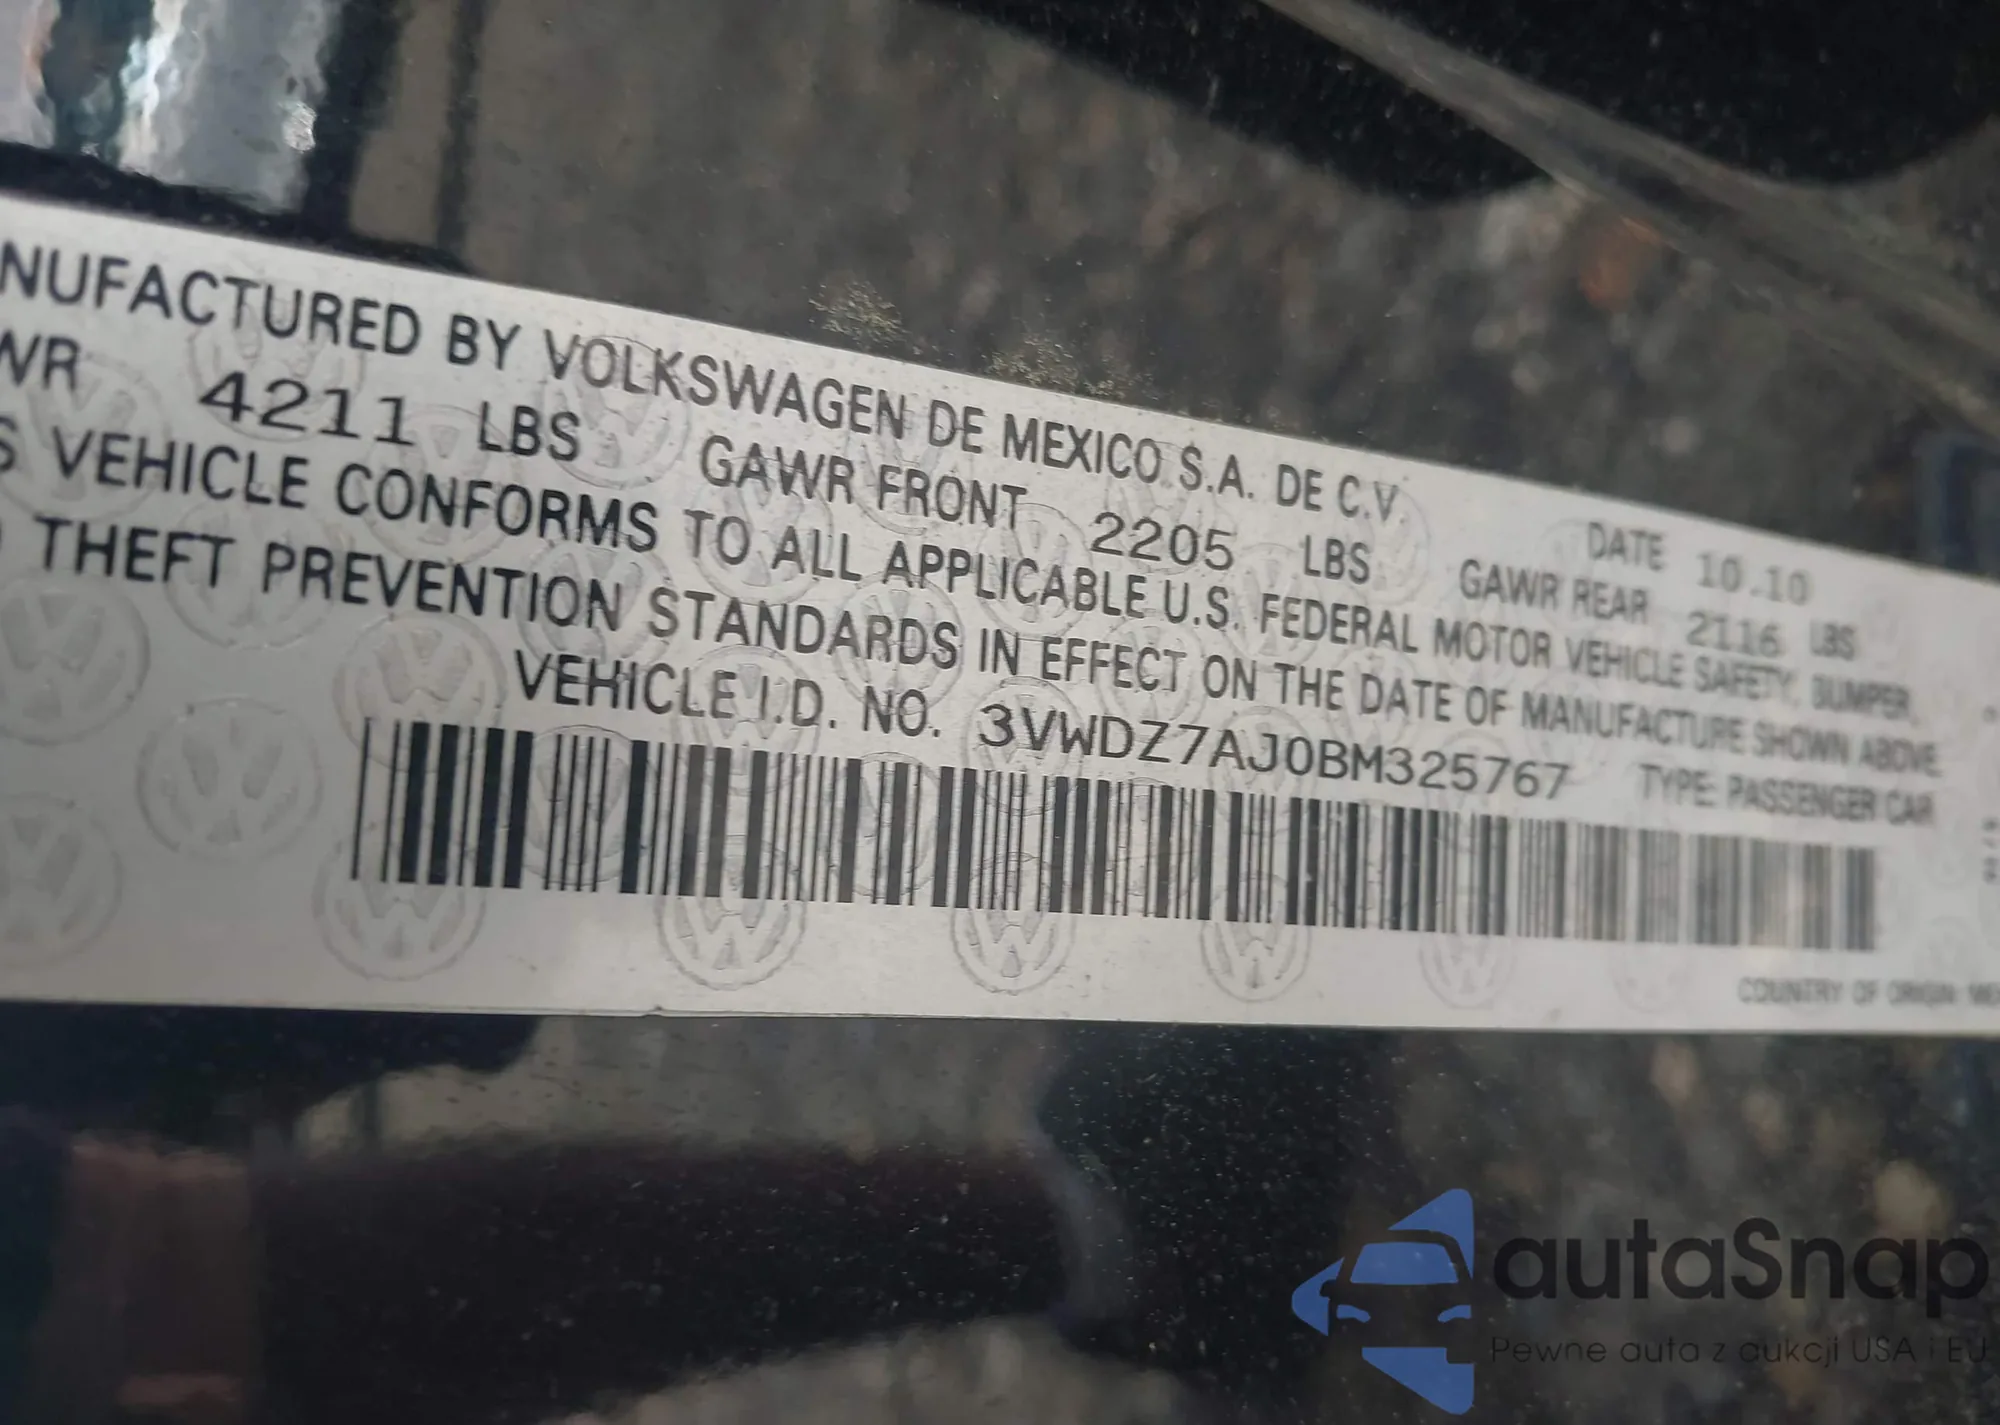 NUFACTURED BY VOLKSWAGEN DE MEXICO S.A. DE C.V. DATE 10.10
WR 4211 LBS GAWR FRONT 2205 LBS GAWR REAR 2116 LBS
S VEHICLE CONFORMS TO ALL APPLICABLE U.S. FEDERAL MOTOR VEHICLE SAFETY, BUMPER,
THEFT PREVENTION STANDARDS IN EFFECT ON THE DATE OF MANUFACTURE SHOWN ABOVE
VEHICLE I.D. NO. 3VWDZ7AJ0BM325767 TYPE: PASSENGER CAR
COUNTRY OF ORIGIN: ME
autaSnap
Pewne auta z aukcji USA i EU